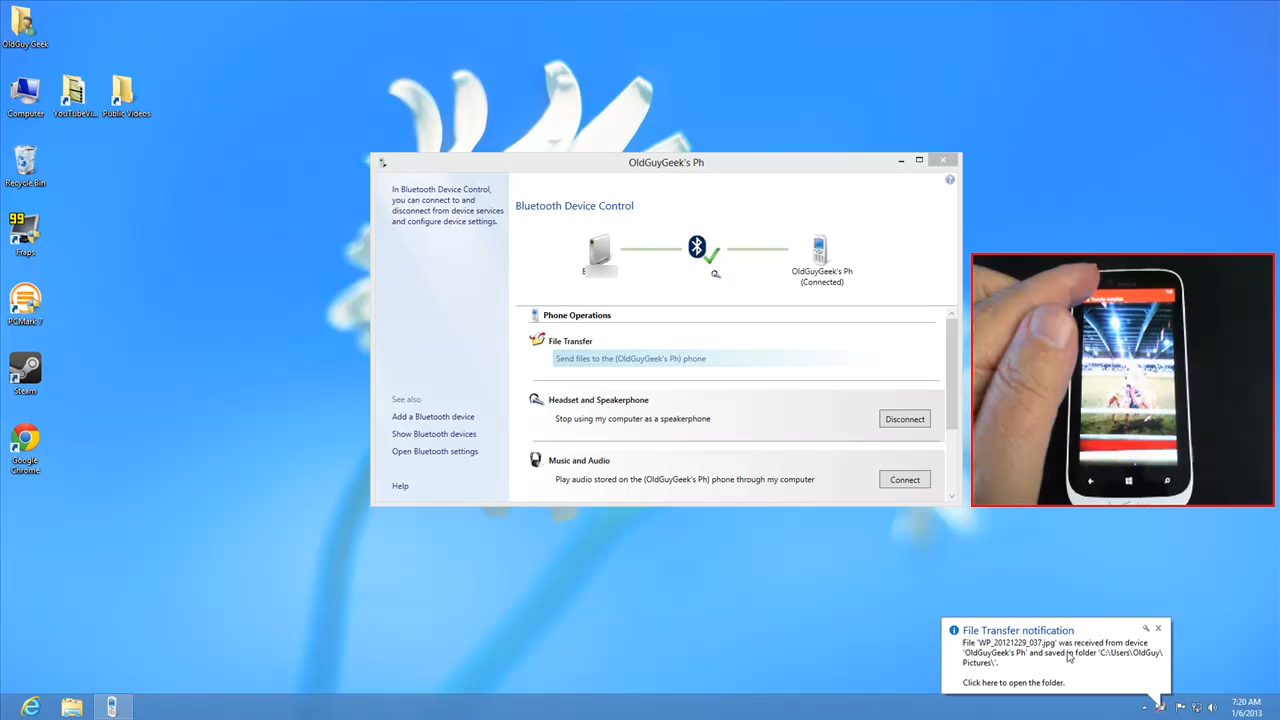 OldGuy Geek
Computer
YouTubeVi...
Public Videos
Recycle Bin
99
Fraps
PCMark 7
Steam
Google
Chrome
OldGuyGeek's Ph
In Bluetooth Device Control,
you can connect to and
disconnect from device services
and configure device settings.
See also
Add a Bluetooth device
Show Bluetooth devices
Open Bluetooth settings
Help
Bluetooth Device Control
OldGuyGeek's Ph
(Connected)
Phone Operations
File Transfer
Send files to the (OldGuyGeek's Ph) phone
Headset and Speakerphone
Stop using my computer as a speakerphone
Disconnect
Music and Audio
Play audio stored on the (OldGuyGeek's Ph) phone through my computer
Connect
File Transfer notification
File 'WP_20121229_037.jpg' was received from device
'OldGuyGeek's Ph' and saved to folder 'C:\Users\OldGuy\
Pictures\'.
Click here to open the folder.
7:20 AM
1/6/2013